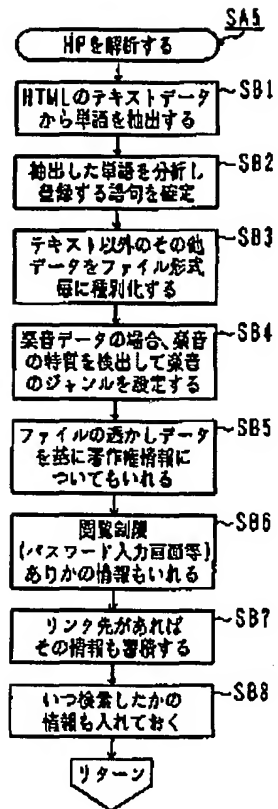 SA5
HPを解析する
HTMLのテキストデータ
から単語を抽出する
SB1
抽出した単語を分析し
登録する語句を確定
SB2
テキスト以外のその他
データをファイル形式
毎に種別化する
SB3
楽音データの場合、楽音
の特質を検出して楽音
のジャンルを設定する
SB4
ファイルの透かしデータ
を基に著作権情報に
ついてもいれる
SB5
閲覧制限
(パスワード入力画面等)
ありかの情報もいれる
SB6
リンク先があれば
その情報も蓄積する
SB7
いつ検索したかの
情報も入れておく
SB8
リターン